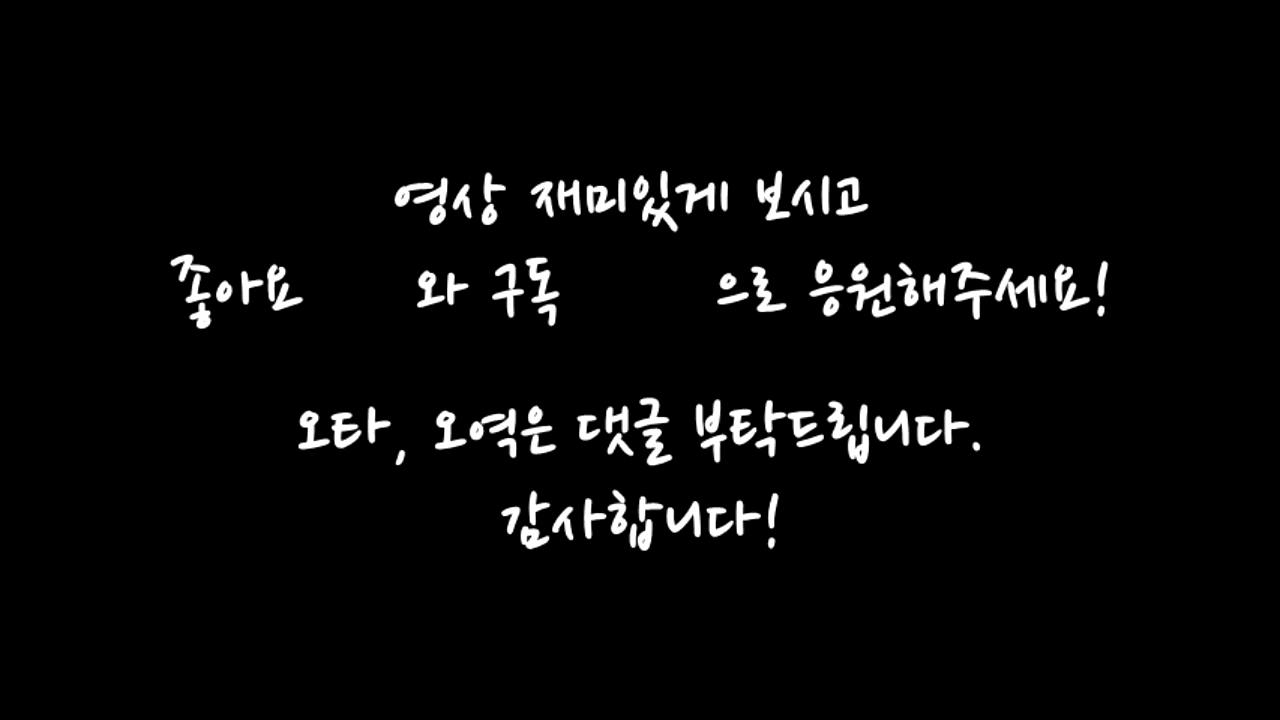 영상 재미있게 보시고
좋아요 와 구독 으로 응원해주세요!
오타, 오역은 댓글 부탁드립니다.
감사합니다!